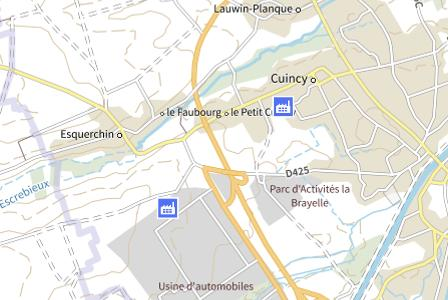 Lauwin-Planque
Cuincy
le Faubourg
le Petit
Esquerchin
D425
Escrebieux
Parc d'Activités la
Brayelle
Usine d'automobiles